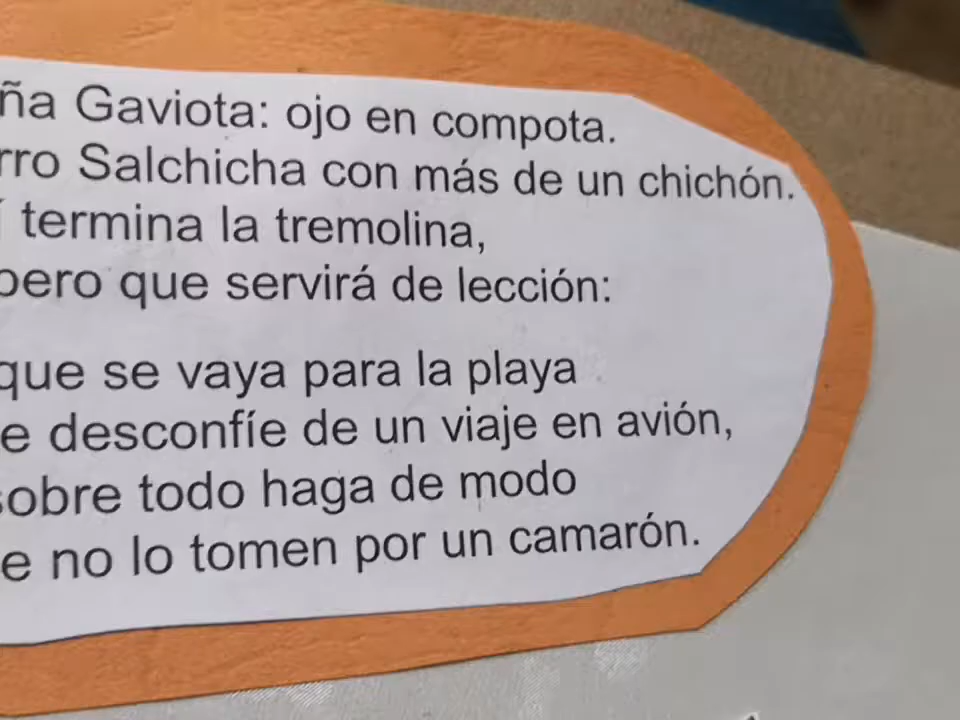 ña Gaviota: ojo en compota.
rro Salchicha con más de un chichón.
í termina la tremolina,
pero que servirá de lección:
que se vaya para la playa
e desconfíe de un viaje en avión,
sobre todo haga de modo
e no lo tomen por un camarón.